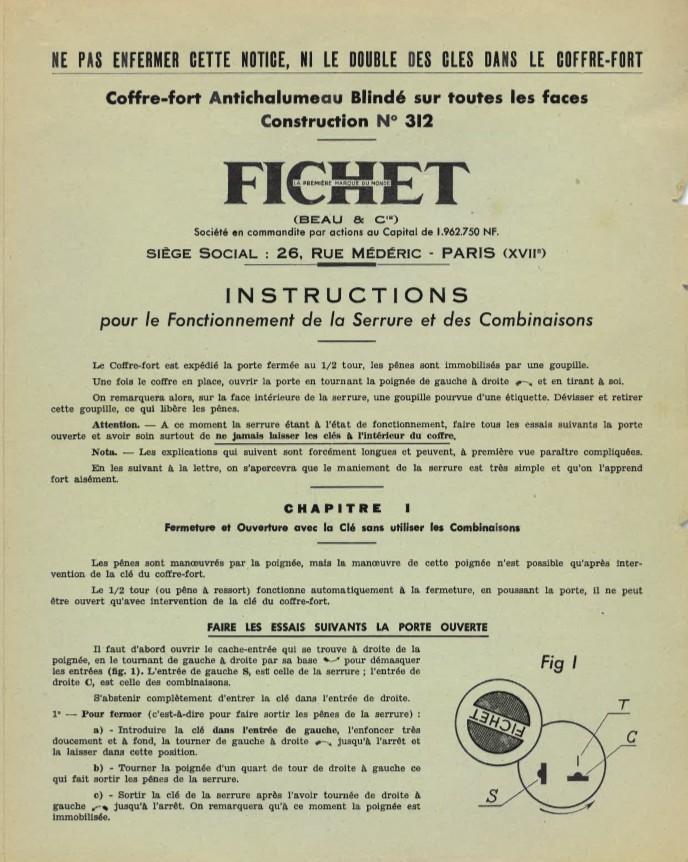 NE PAS ENFERMER CETTE NOTICE, NI LE DOUBLE DES CLES DANS LE COFFRE-FORT
Coffre-fort Antichalumeau Blindé sur toutes les faces
Construction N° 312
FICHET
LA PREMIÈRE MARQUE DU MONDE
(BEAU & Cie)
Société en commandite par actions au Capital de 1.962.750 NF.
SIÈGE SOCIAL : 26, RUE MÉDÉRIC - PARIS (XVIIe)
INSTRUCTIONS
pour le Fonctionnement de la Serrure et des Combinaisons
Le Coffre-fort est expédié la porte fermée au 1/2 tour, les pênes sont immobilisés par une goupille.
Une fois le coffre en place, ouvrir la porte en tournant la poignée de gauche à droite et en tirant à soi.
On remarquera alors, sur la face intérieure de la serrure, une goupille pourvue d'une étiquette. Dévisser et retirer
cette goupille, ce qui libère les pênes.
Attention. — A ce moment la serrure étant à l'état de fonctionnement, faire tous les essais suivants la porte
ouverte et avoir soin surtout de ne jamais laisser les clés à l'intérieur du coffre.
Nota. — Les explications qui suivent sont forcément longues et peuvent, à première vue paraître compliquées.
En les suivant à la lettre, on s'apercevra que le maniement de la serrure est très simple et qu'on l'apprend
fort aisément.
CHAPITRE I
Fermeture et Ouverture avec la Clé sans utiliser les Combinaisons
Les pênes sont manœuvrés par la poignée, mais la manœuvre de cette poignée n'est possible qu'après inter-
vention de la clé du coffre-fort.
Le 1/2 tour (ou pêne à ressort) fonctionne automatiquement à la fermeture, en poussant la porte, il ne peut
être ouvert qu'avec intervention de la clé du coffre-fort.
FAIRE LES ESSAIS SUIVANTS LA PORTE OUVERTE
Il faut d'abord ouvrir le cache-entrée qui se trouve à droite de la
poignée, en le tournant de gauche à droite par sa base pour démasquer
les entrées (fig. 1). L'entrée de gauche S, est celle de la serrure ; l'entrée de
droite C, est celle des combinaisons.
S'abstenir complètement d'entrer la clé dans l'entrée de droite.
1° — Pour fermer (c'est-à-dire pour faire sortir les pênes de la serrure) :
a) - Introduire la clé dans l'entrée de gauche, l'enfoncer très
doucement et à fond, la tourner de gauche à droite jusqu'à l'arrêt et
la laisser dans cette position.
b) - Tourner la poignée d'un quart de tour de droite à gauche ce
qui fait sortir les pênes de la serrure.
c) - Sortir la clé de la serrure après l'avoir tournée de droite à
gauche jusqu'à l'arrêt. On remarquera qu'à ce moment la poignée est
immobilisée.
Fig 1
FICHET
T
C
S